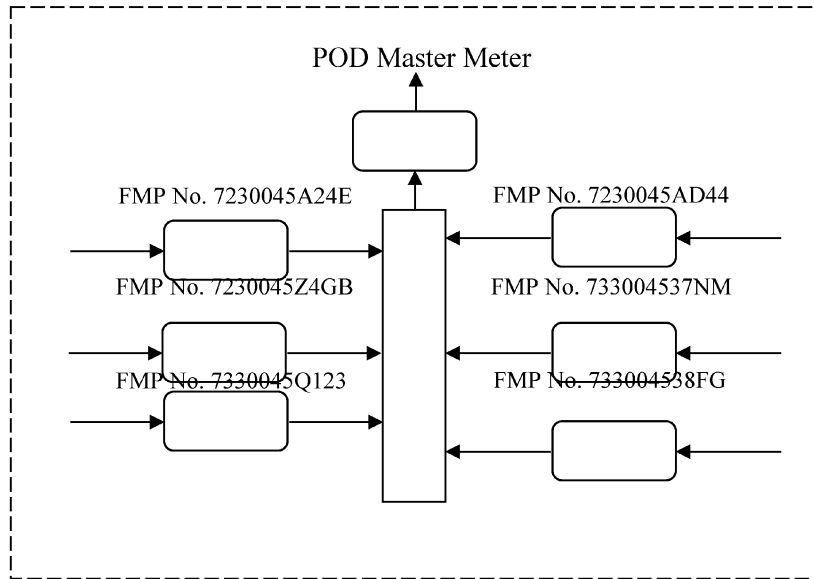 POD Master Meter
FMP No. 7230045A24E
FMP No. 7230045AD44
FMP No. 7230045Z4GB
FMP No. 733004537NM
FMP No. 7330045Q123
FMP No. 733004538FG